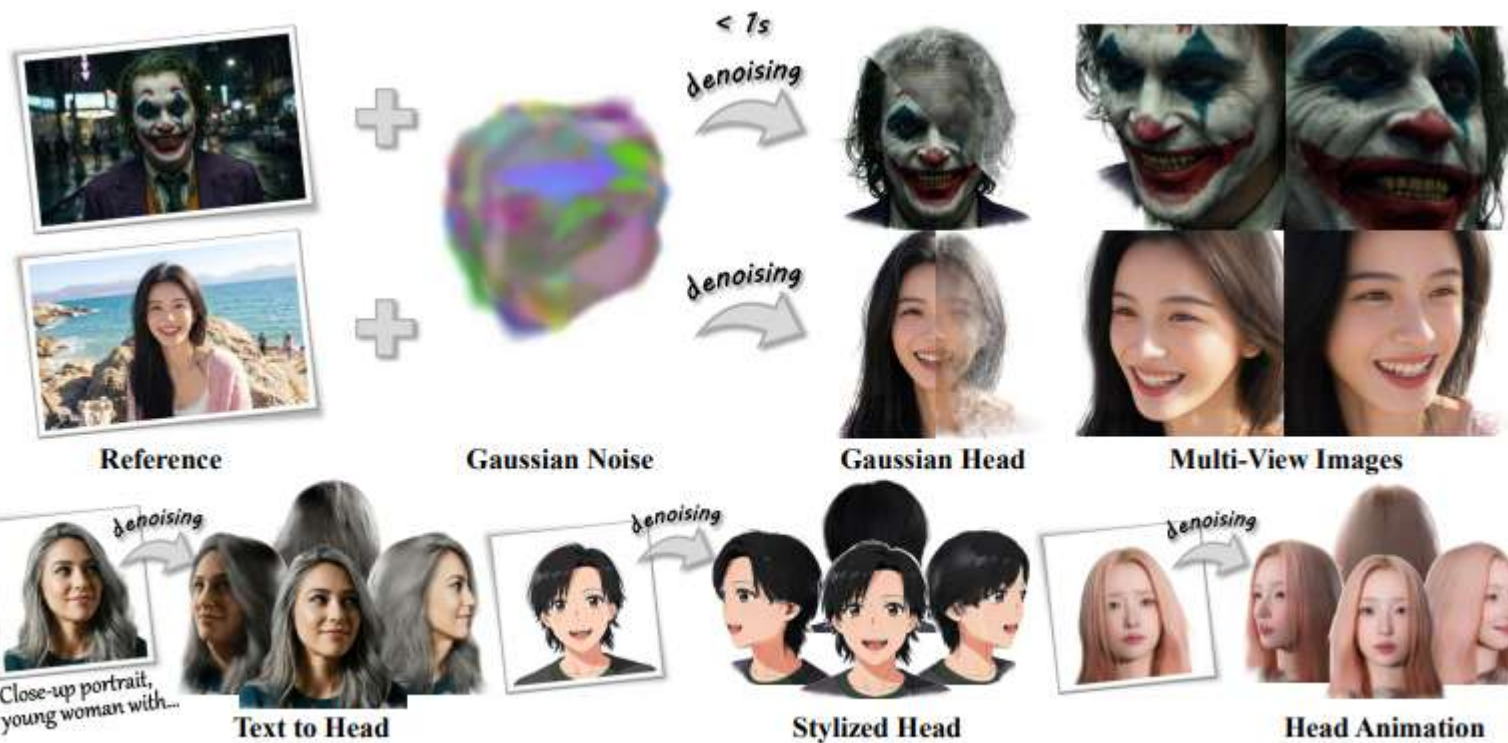 < 1s
denoising
denoising
Reference
Gaussian Noise
Gaussian Head
Multi-View Images
denoising
denoising
denoising
Close-up portrait,
young woman with...
Text to Head
Stylized Head
Head Animation